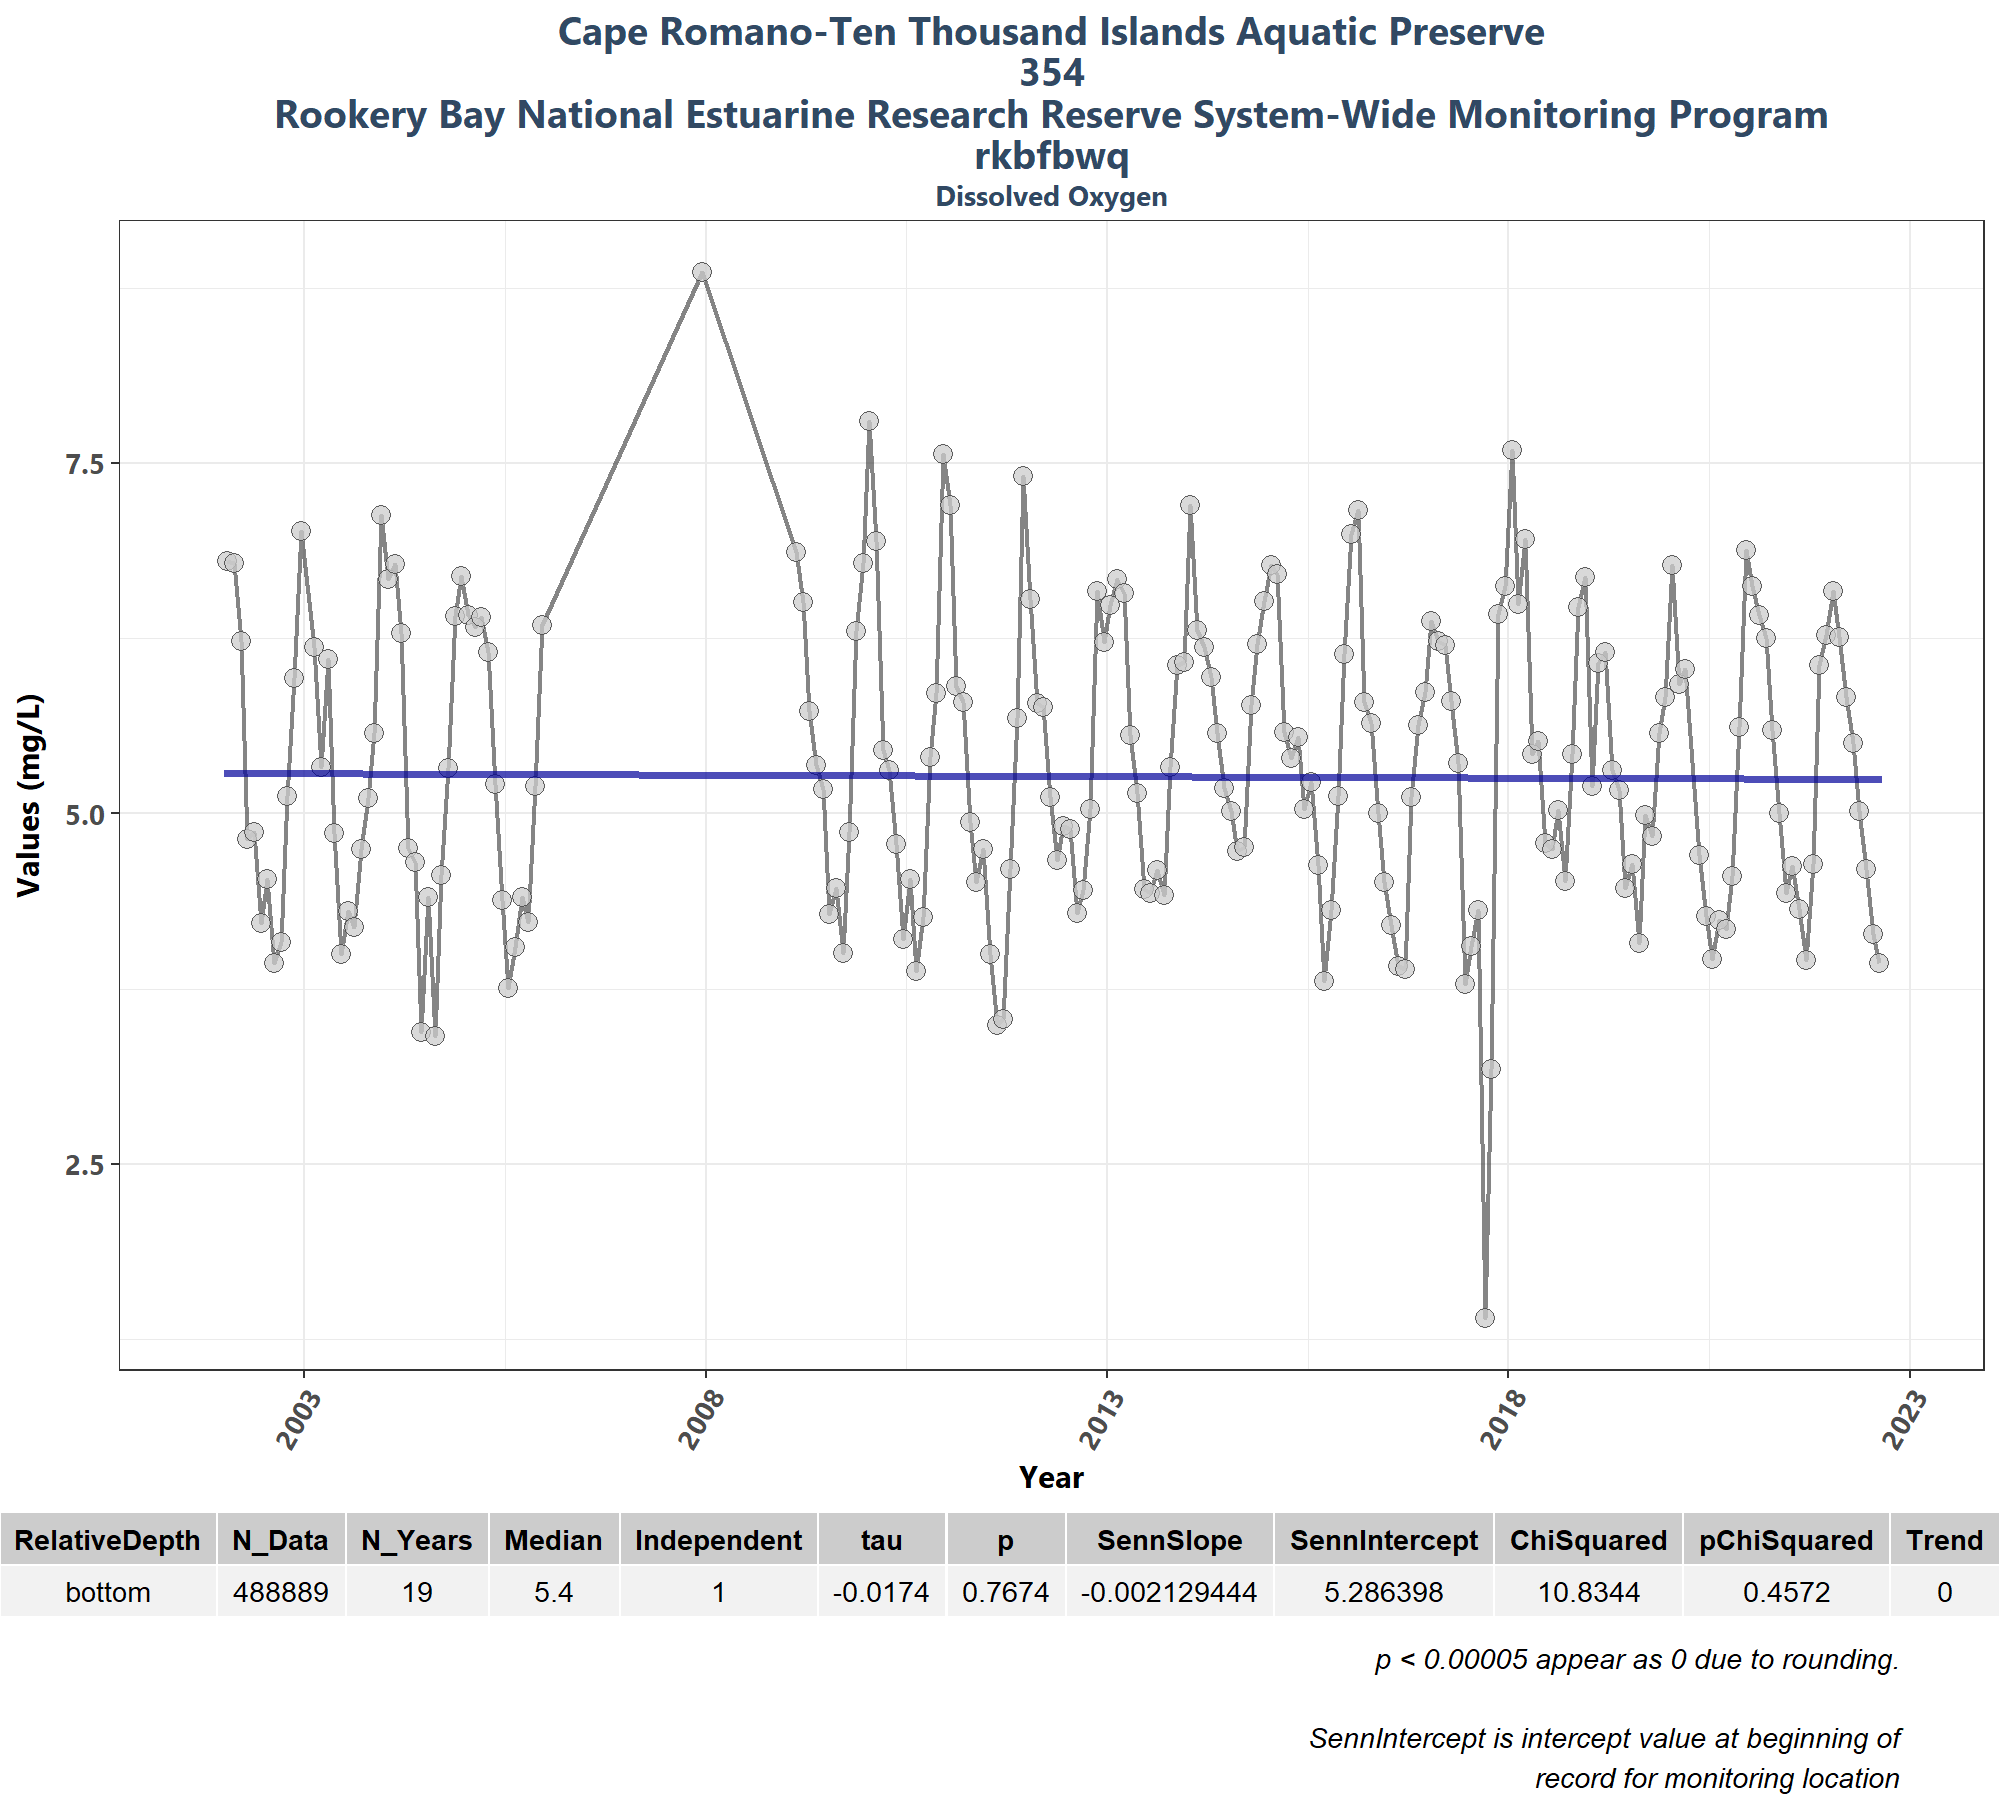 Cape Romano-Ten Thousand Islands Aquatic Preserve
354
Rookery Bay National Estuarine Research Reserve System-Wide Monitoring Program
rkbfbwq
Dissolved Oxygen
Values (mg/L)
7.5
5.0
2.5
2003 2008 2013 2018 2023
Year
RelativeDepth N_Data N_Years Median Independent tau p SennSlope SennIntercept ChiSquared pChiSquared Trend
bottom 488889 19 5.4 1 -0.0174 0.7674 -0.002129444 5.286398 10.8344 0.4572 0
p < 0.00005 appear as 0 due to rounding.
SennIntercept is intercept value at beginning of
record for monitoring location